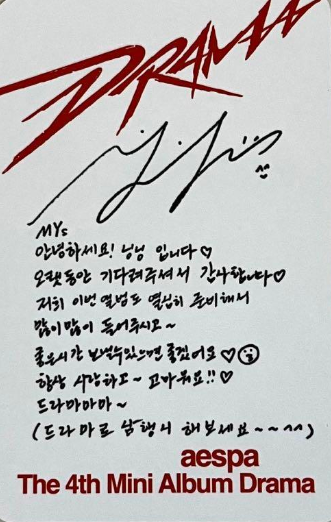 DRAMA
MYs
안녕하세요! 닝닝 입니다♡
오랫동안 기다려주셔서 감사합니다♡
저희 이번 앨범도 열심히 준비해서
많이많이 들어주시고~
좋은시간 보낼수있으면 좋겠어요♡☺
항상 사랑하고~ 고마워요!!♡
드라마마마~
(드라마로 삼행시 해보세요~~^^)
aespa
The 4th Mini Album Drama